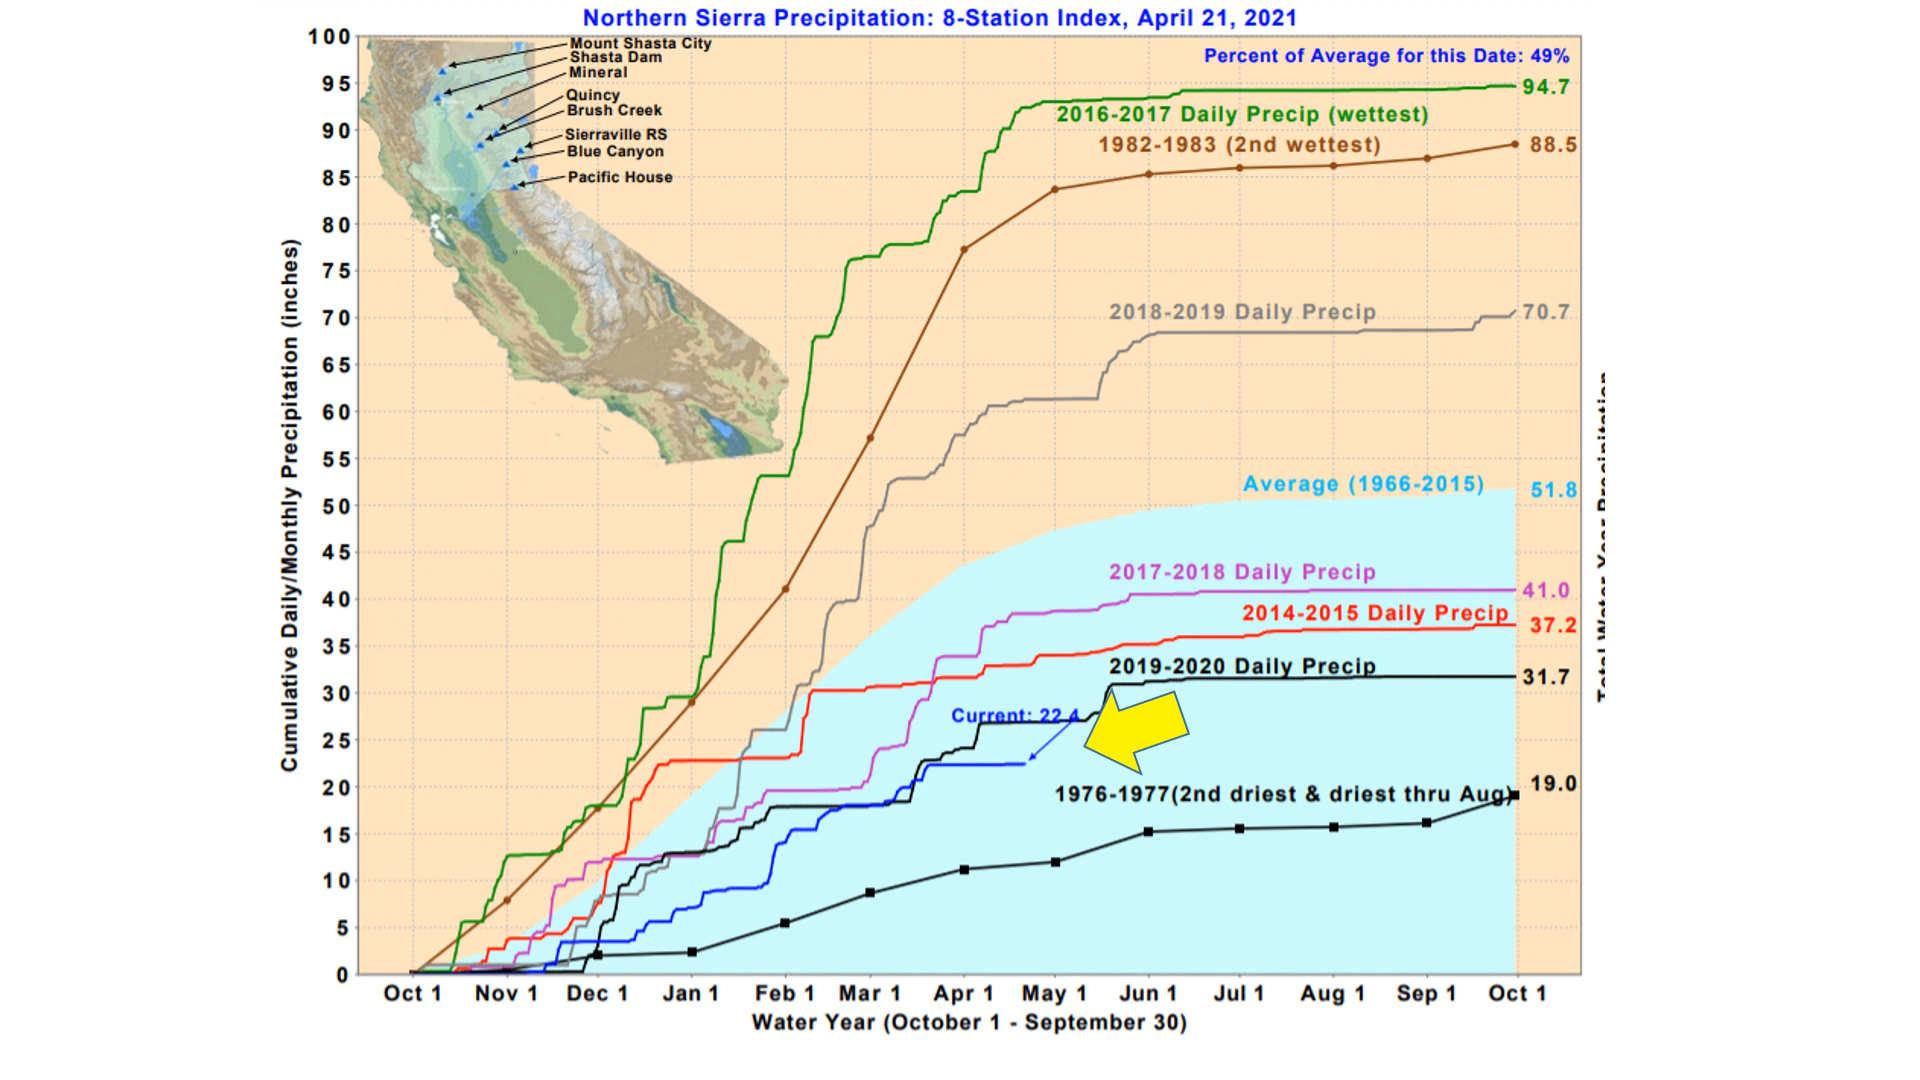 Northern Sierra Precipitation: 8-Station Index, April 21, 2021
Percent of Average for this Date: 49%
Mount Shasta City
Shasta Dam
Mineral
Quincy
Brush Creek
Sierraville RS
Blue Canyon
Pacific House
Cumulative Daily/Monthly Precipitation (inches)
100
95
90
85
80
75
70
65
60
55
50
45
40
35
30
25
20
15
10
5
0
94.7
2016-2017 Daily Precip (wettest)
1982-1983 (2nd wettest)
88.5
2018-2019 Daily Precip
70.7
Average (1966-2015)
51.8
2017-2018 Daily Precip
41.0
2014-2015 Daily Precip
37.2
2019-2020 Daily Precip
31.7
Current: 22.4
1976-1977(2nd driest & driest thru Aug)
19.0
Total Water Year Precipitation
Oct 1 Nov 1 Dec 1 Jan 1 Feb 1 Mar 1 Apr 1 May 1 Jun 1 Jul 1 Aug 1 Sep 1 Oct 1
Water Year (October 1 - September 30)